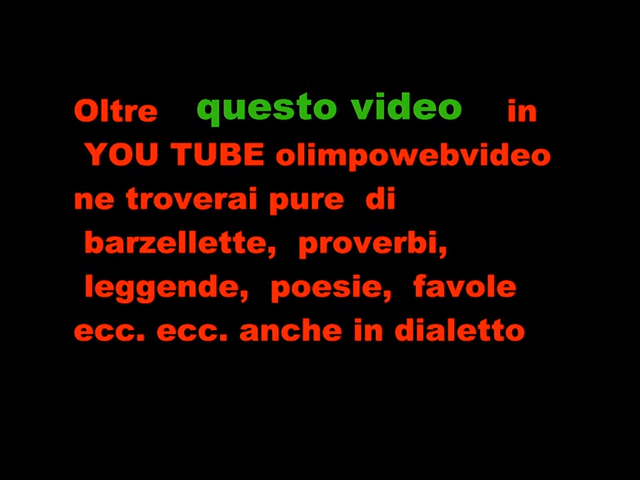 Oltre questo video in
YOU TUBE olimpowebvideo
ne troverai pure di
barzellette, proverbi,
leggende, poesie, favole
ecc. ecc. anche in dialetto